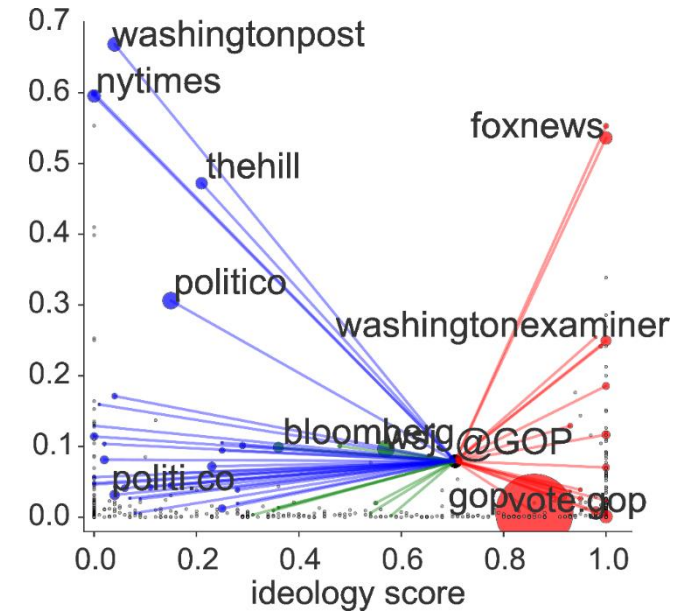 0.7
washingtonpost
0.6
nytimes
foxnews
0.5
thehill
0.4
0.3
politico
washingtonexaminer
0.2
0.1
bloomberg
wsj
@GOP
politi.co
gop
vote.gop
0.0
0.0 0.2 0.4 0.6 0.8 1.0
ideology score